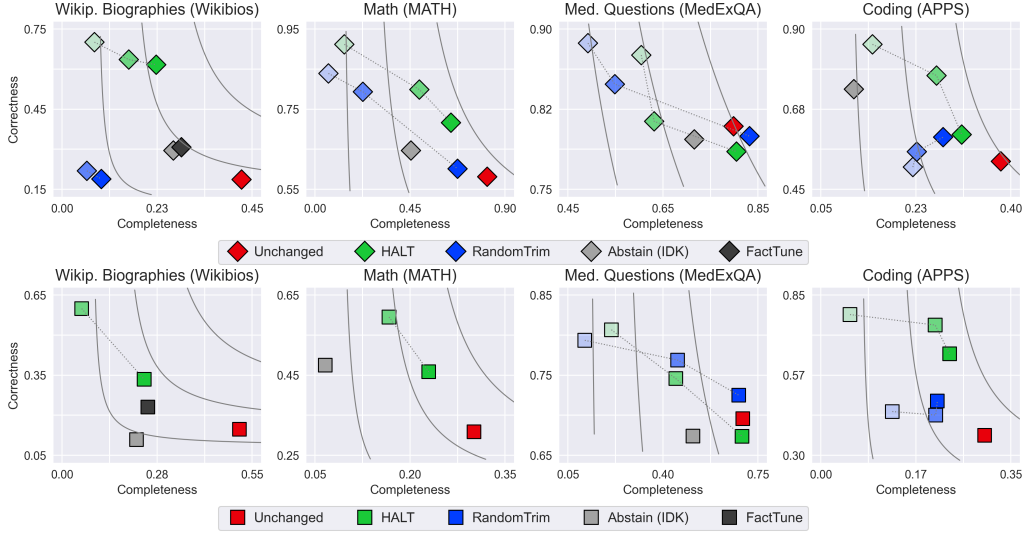 Wikip. Biographies (Wikibios)
Math (MATH)
Med. Questions (MedExQA)
Coding (APPS)
Correctness
0.75
0.45
0.15
0.00
0.23
0.45
Completeness
0.95
0.75
0.55
0.00
0.45
0.90
Completeness
0.90
0.82
0.75
0.45
0.65
0.85
Completeness
0.90
0.68
0.45
0.05
0.23
0.40
Completeness
Unchanged HALT RandomTrim Abstain (IDK) FactTune
Wikip. Biographies (Wikibios)
Math (MATH)
Med. Questions (MedExQA)
Coding (APPS)
Correctness
0.65
0.35
0.05
0.00
0.28
0.55
Completeness
0.65
0.45
0.25
0.05
0.20
0.35
Completeness
0.85
0.75
0.65
0.05
0.40
0.75
Completeness
0.85
0.57
0.30
0.00
0.17
0.35
Completeness
Unchanged HALT RandomTrim Abstain (IDK) FactTune